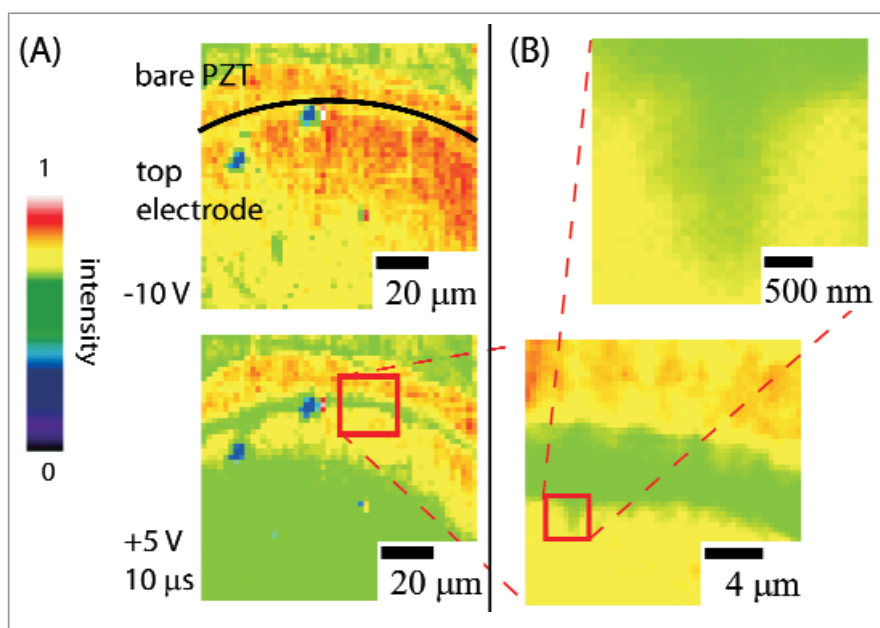 (A)
bare PZT
top
electrode
1
intensity
0
-10 V
20 μm
+5 V
10 μs
20 μm
(B)
500 nm
4 μm